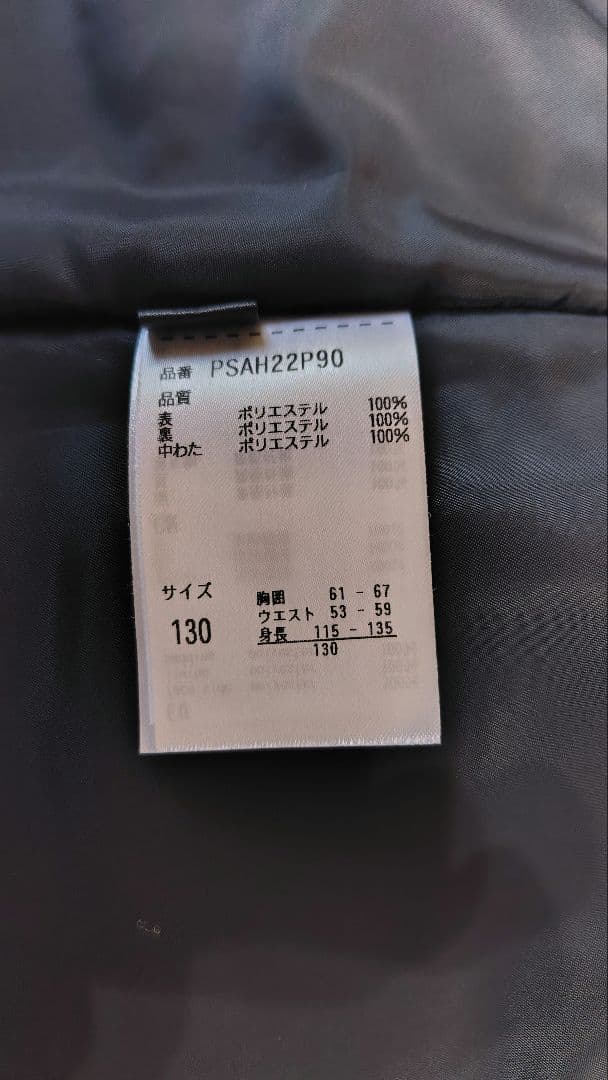 品番 PSAH22P90
品質
表 ポリエステル 100%
裏 ポリエステル 100%
中わた ポリエステル 100%
サイズ
130
胸囲 61 - 67
ウエスト 53 - 59
身長 115 - 135
130